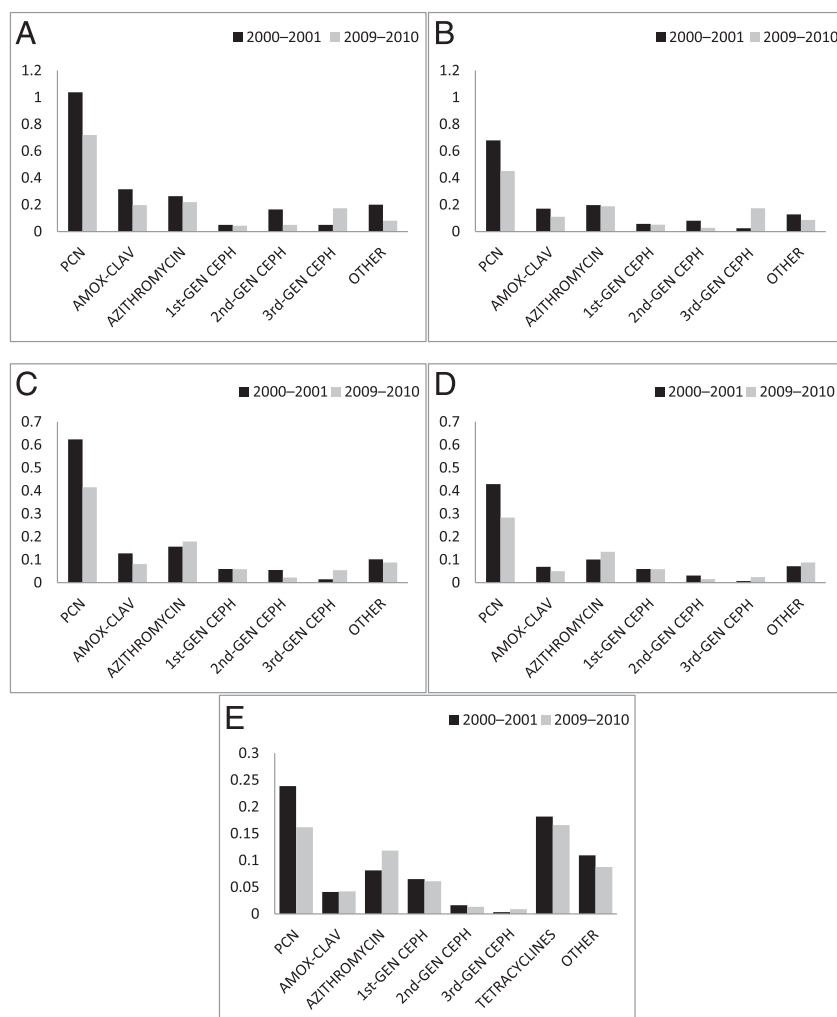 A
2000–2001 2009–2010
1.2
1
0.8
0.6
0.4
0.2
0
PCN
AMOX-CLAV
AZITHROMYCIN
1st-GEN CEPH
2nd-GEN CEPH
3rd-GEN CEPH
OTHER
B
2000–2001 2009–2010
1.2
1
0.8
0.6
0.4
0.2
0
PCN
AMOX-CLAV
AZITHROMYCIN
1st-GEN CEPH
2nd-GEN CEPH
3rd-GEN CEPH
OTHER
C
2000–2001 2009–2010
0.7
0.6
0.5
0.4
0.3
0.2
0.1
0
PCN
AMOX-CLAV
AZITHROMYCIN
1st-GEN CEPH
2nd-GEN CEPH
3rd-GEN CEPH
OTHER
D
2000–2001 2009–2010
0.7
0.6
0.5
0.4
0.3
0.2
0.1
0
PCN
AMOX-CLAV
AZITHROMYCIN
1st-GEN CEPH
2nd-GEN CEPH
3rd-GEN CEPH
OTHER
E
2000–2001 2009–2010
0.3
0.25
0.2
0.15
0.1
0.05
0
PCN
AMOX-CLAV
AZITHROMYCIN
1st-GEN CEPH
2nd-GEN CEPH
3rd-GEN CEPH
TETRACYCLINES
OTHER